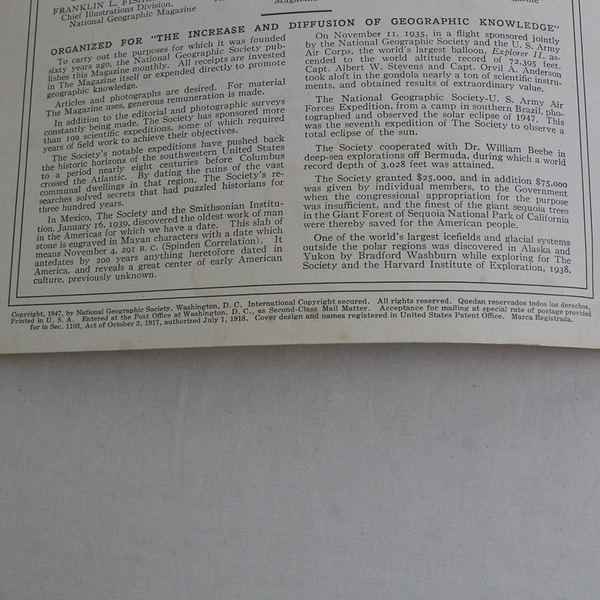 FRANKLIN L.
Chief Illustrations Division,
National Geographic Magazine
ORGANIZED FOR "THE INCREASE AND DIFFUSION OF GEOGRAPHIC KNOWLEDGE"
To carry out the purposes for which it was founded
sixty years ago, the National Geographic Society pub-
lishes this Magazine monthly. All receipts are invested
in The Magazine itself or expended directly to promote
geographic knowledge.
Articles and photographs are desired. For material
The Magazine uses, generous remuneration is made.
In addition to the editorial and photographic surveys
constantly being made, The Society has sponsored more
than 100 scientific expeditions, some of which required
years of field work to achieve their objectives.
The Society's notable expeditions have pushed back
the historic horizons of the southwestern United States
to a period nearly eight centuries before Columbus
crossed the Atlantic. By dating the ruins of the vast
communal dwellings in that region, The Society's re-
searches solved secrets that had puzzled historians for
three hundred years.
In Mexico, The Society and the Smithsonian Institu-
tion, January 16, 1939, discovered the oldest work of man
in the Americas for which we have a date. This slab of
stone is engraved in Mayan characters with a date which
means November 4, 291 B. C. (Spinden Correlation). It
antedates by 200 years anything heretofore dated in
America, and reveals a great center of early American
culture, previously unknown.
On November 11, 1935, in a flight sponsored jointly
by the National Geographic Society and the U. S. Army
Air Corps, the world's largest balloon, Explorer II, as-
cended to the world altitude record of 72,395 feet.
Capt. Albert W. Stevens and Capt. Orvil A. Anderson
took aloft in the gondola nearly a ton of scientific instru-
ments, and obtained results of extraordinary value.
The National Geographic Society-U. S. Army Air
Forces Expedition, from a camp in southern Brazil, pho-
tographed and observed the solar eclipse of 1947. This
was the seventh expedition of The Society to observe a
total eclipse of the sun.
The Society cooperated with Dr. William Beebe in
deep-sea explorations off Bermuda, during which a world
record depth of 3,028 feet was attained.
The Society granted $25,000, and in addition $75,000
was given by individual members, to the Government
when the congressional appropriation for the purpose
was insufficient, and the finest of the giant sequoia trees
in the Giant Forest of Sequoia National Park of California
were thereby saved for the American people.
One of the world's largest icefields and glacial systems
outside the polar regions was discovered in Alaska and
Yukon by Bradford Washburn while exploring for The
Society and the Harvard Institute of Exploration, 1938.
Copyright, 1947, by National Geographic Society, Washington, D. C. International Copyright secured. All rights reserved. Quedan reservados todos los derechos.
Printed in U. S. A. Entered at the Post Office at Washington, D. C., as Second-Class Mail Matter. Acceptance for mailing at special rate of postage provided
for in Sec. 1103, Act of October 3, 1917, authorized July 1, 1918. Cover design and names registered in United States Patent Office. Marca Registrada.